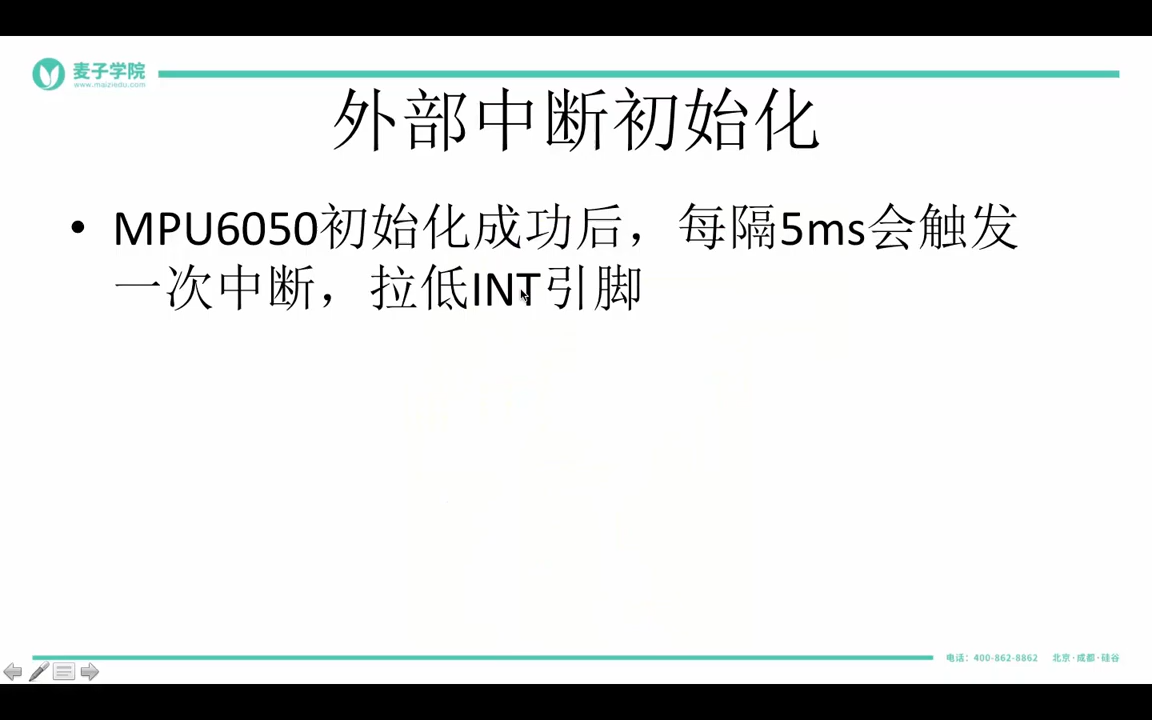 麦子学院
www.maiziedu.com
外部中断初始化
• MPU6050初始化成功后，每隔5ms会触发
一次中断，拉低INT引脚
电话：400-862-8862 北京·成都·硅谷